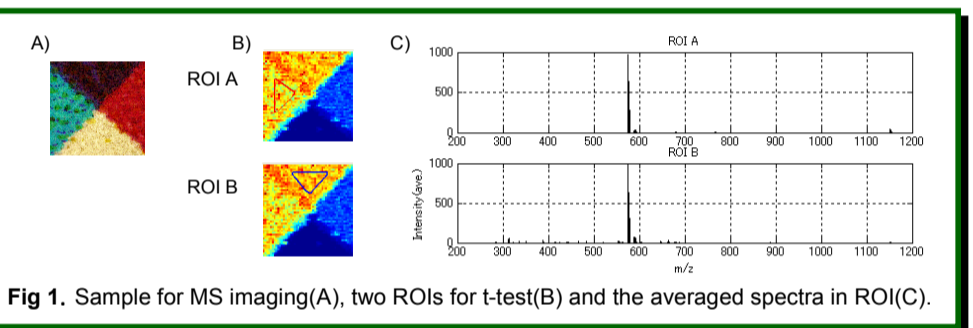 A)
B)
C)
ROI A
ROI B
ROI A
1000
500
0
200 300 400 500 600 700 800 900 1000 1100 1200
ROI B
1000
500
0
Intensity(ave.)
200 300 400 500 600 700 800 900 1000 1100 1200
m/z
Fig 1. Sample for MS imaging(A), two ROIs for t-test(B) and the averaged spectra in ROI(C).